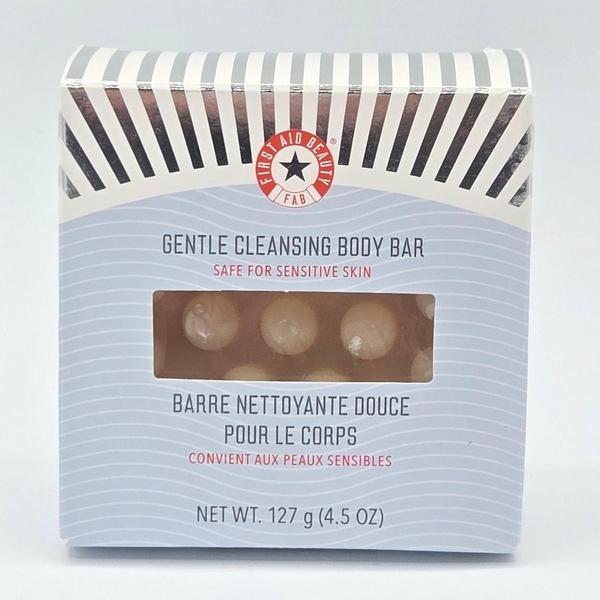 FIRST AID BEAUTY
®
F.A.B
GENTLE CLEANSING BODY BAR
SAFE FOR SENSITIVE SKIN
BARRE NETTOYANTE DOUCE
POUR LE CORPS
CONVIENT AUX PEAUX SENSIBLES
NET WT. 127 g (4.5 OZ)